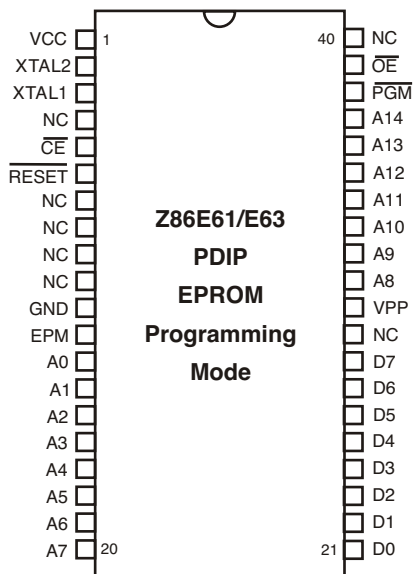 VCC 1 40 NC
XTAL2 OE
XTAL1 PGM
NC A14
CE A13
RESET A12
NC A11
NC A10
NC A9
NC A8
GND VPP
EPM NC
A0 D7
A1 D6
A2 D5
A3 D4
A4 D3
A5 D2
A6 D1
A7 20 21 D0
Z86E61/E63
PDIP
EPROM
Programming
Mode